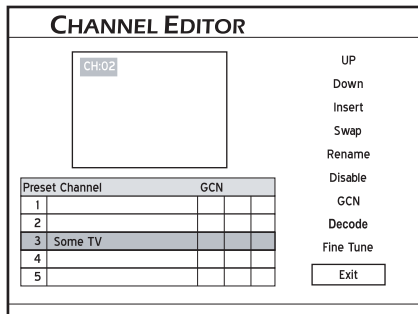 CHANNEL EDITOR
CH:02
Preset Channel GCN
1
2
3 Some TV
4
5
UP
Down
Insert
Swap
Rename
Disable
GCN
Decode
Fine Tune
Exit